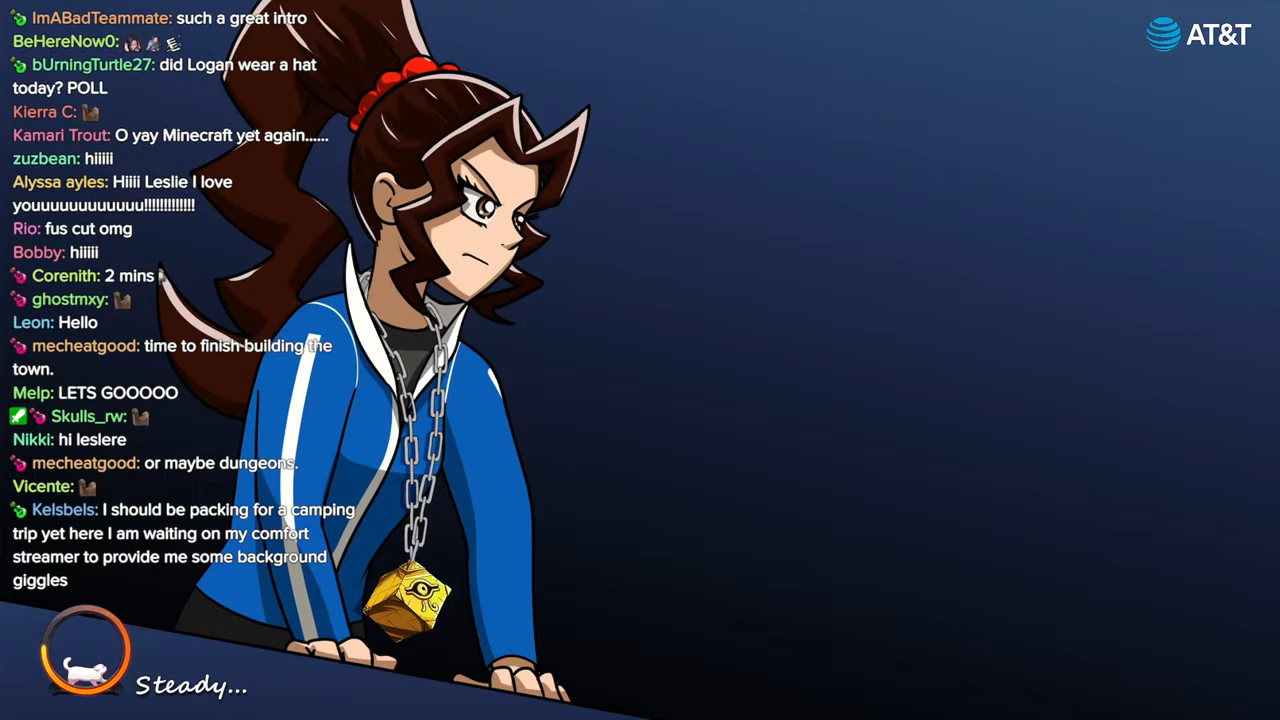 ImABadTeammate: such a great intro
AT&T
BeHereNow0:
bUrningTurtle27: did Logan wear a hat
today? POLL
Kierra C:
Kamari Trout: O yay Minecraft yet again......
zuzbean: hiiiii
Alyssa ayles: Hiiii Leslie I love
youuuuuuuuuuuu!!!!!!!!!!!!!
Rio: fus cut omg
Bobby: hiiiii
Corenith: 2 mins
ghostmxy:
Leon: Hello
mecheatgood: time to finish building the
town.
Melp: LETS GOOOOO
Skulls_rw:
Nikki: hi leslere
mecheatgood: or maybe dungeons.
Vicente:
Kelsbels: I should be packing for a camping
trip yet here I am waiting on my comfort
streamer to provide me some background
giggles
Steady...